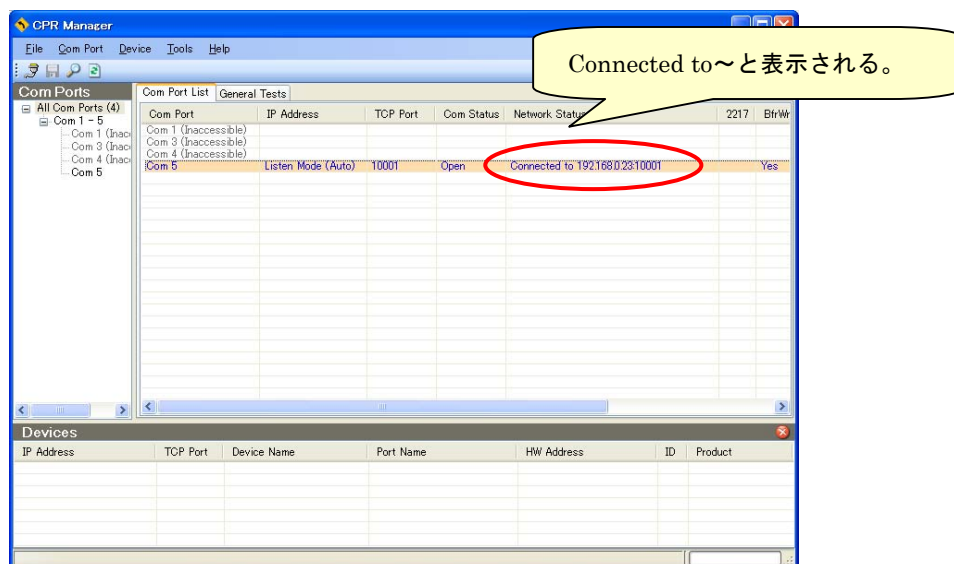 CPR Manager
File Com Port Device Tools Help
Connected to～と表示される。
Com Ports
All Com Ports (4)
Com 1 - 5
Com 1 (Inac
Com 3 (Inac
Com 4 (Inac
Com 5
Com Port List General Tests
Com Port IP Address TCP Port Com Status Network Status 2217 BfrWr
Com 1 (Inaccessible)
Com 3 (Inaccessible)
Com 4 (Inaccessible)
Com 5 Listen Mode (Auto) 10001 Open Connected to 192.168.0.23:10001 Yes
Devices
IP Address TCP Port Device Name Port Name HW Address ID Product